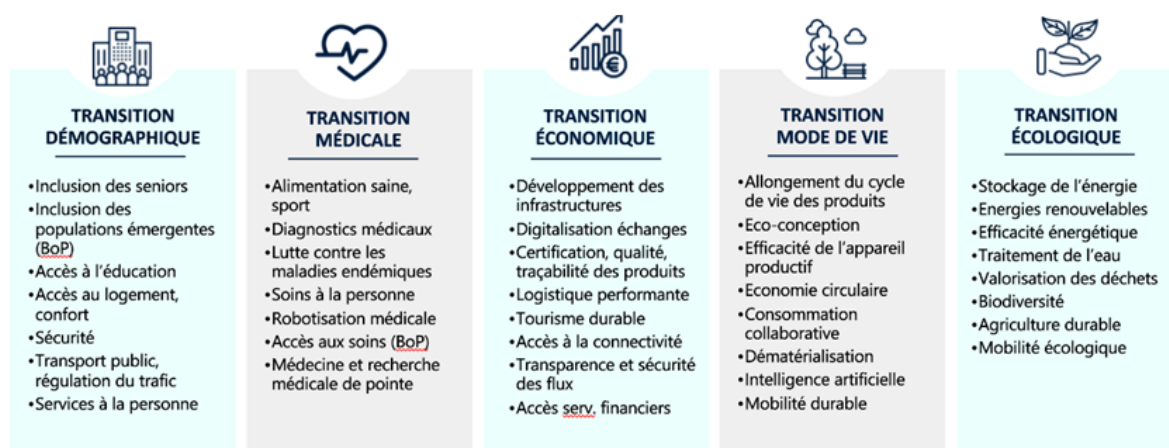 TRANSITION
DÉMOGRAPHIQUE
•Inclusion des seniors
•Inclusion des
populations émergentes
(BoP)
•Accès à l'éducation
•Accès au logement,
confort
•Sécurité
•Transport public,
régulation du trafic
•Services à la personne
TRANSITION
MÉDICALE
•Alimentation saine,
sport
•Diagnostics médicaux
•Lutte contre les
maladies endémiques
•Soins à la personne
•Robotisation médicale
•Accès aux soins (BoP)
•Médecine et recherche
médicale de pointe
TRANSITION
ÉCONOMIQUE
•Développement des
infrastructures
•Digitalisation échanges
•Certification, qualité,
traçabilité des produits
•Logistique performante
•Tourisme durable
•Accès à la connectivité
•Transparence et sécurité
des flux
•Accès serv. financiers
TRANSITION
MODE DE VIE
•Allongement du cycle
de vie des produits
•Eco-conception
•Efficacité de l'appareil
productif
•Economie circulaire
•Consommation
collaborative
•Dématérialisation
•Intelligence artificielle
•Mobilité durable
TRANSITION
ÉCOLOGIQUE
•Stockage de l'énergie
•Energies renouvelables
•Efficacité énergétique
•Traitement de l'eau
•Valorisation des déchets
•Biodiversité
•Agriculture durable
•Mobilité écologique